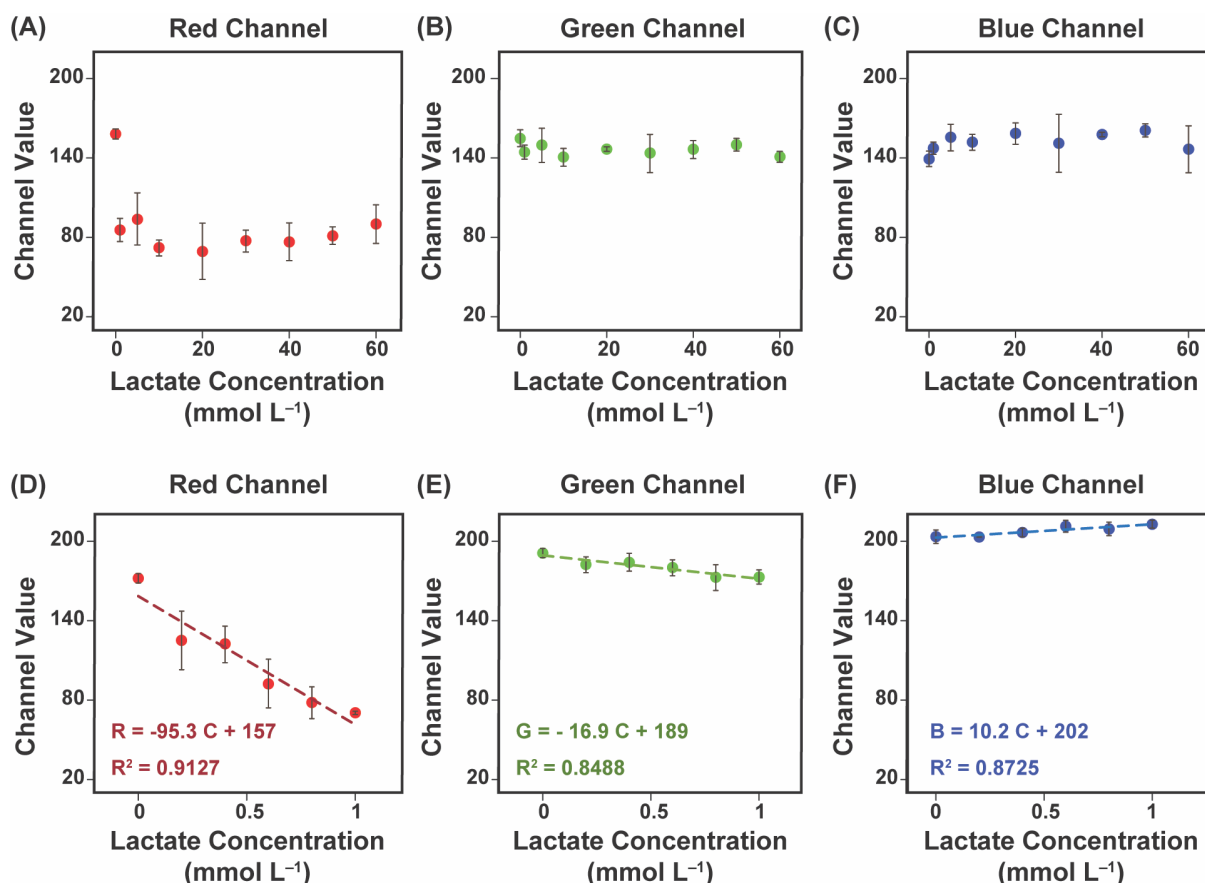 (A)
Red Channel
200
140
80
20
Channel Value
0 20 40 60
Lactate Concentration
(mmol L⁻¹)
(B)
Green Channel
200
140
80
20
Channel Value
0 20 40 60
Lactate Concentration
(mmol L⁻¹)
(C)
Blue Channel
200
140
80
20
Channel Value
0 20 40 60
Lactate Concentration
(mmol L⁻¹)
(D)
Red Channel
200
140
80
20
Channel Value
R = -95.3 C + 157
R² = 0.9127
0 0.5 1
Lactate Concentration
(mmol L⁻¹)
(E)
Green Channel
200
140
80
20
Channel Value
G = - 16.9 C + 189
R² = 0.8488
0 0.5 1
Lactate Concentration
(mmol L⁻¹)
(F)
Blue Channel
200
140
80
20
Channel Value
B = 10.2 C + 202
R² = 0.8725
0 0.5 1
Lactate Concentration
(mmol L⁻¹)